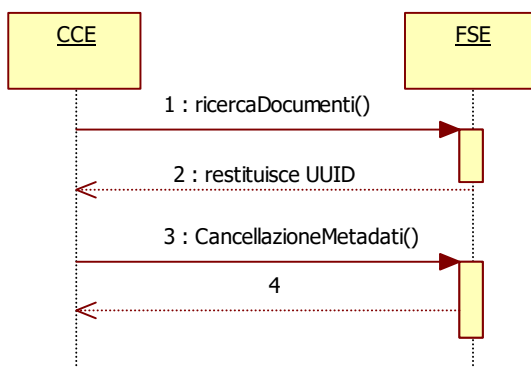 CCE
FSE
1 : ricercaDocumenti()
2 : restituisce UUID
3 : CancellazioneMetadati()
4